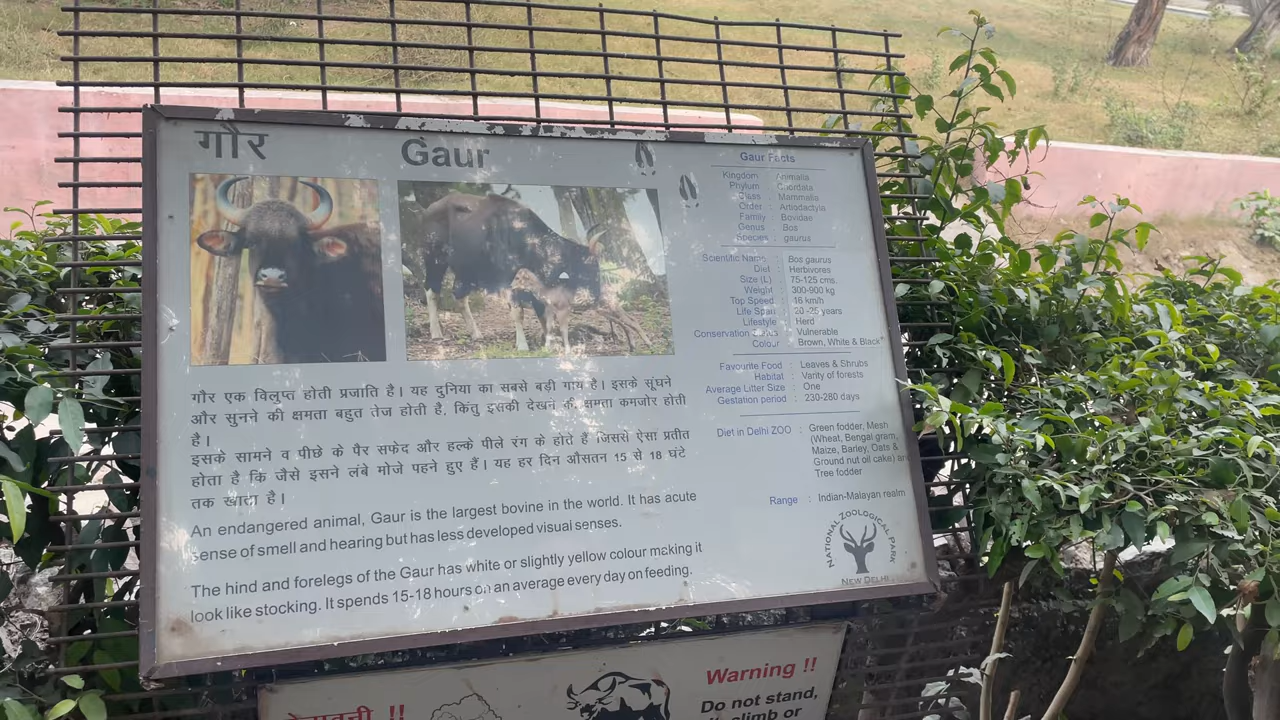 गौर
Gaur
गौर एक विलुप्त होती प्रजाति है। यह दुनिया का सबसे बड़ी गाय है। इसके सूंघने
और सुनने की क्षमता बहुत तेज होती है, किंतु इसकी देखने की क्षमता कमजोर होती
है।
इसके सामने व पीछे के पैर सफेद और हल्के पीले रंग के होते हैं जिससे ऐसा प्रतीत
होता है कि जैसे इसने लंबे मोजे पहने हुए हैं। यह हर दिन औसतन 15 से 18 घंटे
तक खाता है।
An endangered animal, Gaur is the largest bovine in the world. It has acute
sense of smell and hearing but has less developed visual senses.
The hind and forelegs of the Gaur has white or slightly yellow colour making it
look like stocking. It spends 15-18 hours on an average every day on feeding.
Gaur Facts
Kingdom : Animalia
Phylum : Chordata
Class : Mammalia
Order : Artiodactyla
Family : Bovidae
Genus : Bos
Species : gaurus
Scientific Name : Bos gaurus
Diet : Herbivores
Size (L) : 75-125 cms.
Weight : 300-900 kg
Top Speed : 16 km/h
Life Span : 20 -25 years
Lifestyle : Herd
Conservation Status : Vulnerable
Colour : Brown, White & Black
Favourite Food : Leaves & Shrubs
Habitat : Varity of forests
Average Litter Size : One
Gestation period : 230-280 days
Diet in Delhi ZOO : Green fodder, Mesh
(Wheat, Bengal gram,
Maize, Barley, Oats &
Ground nut oil cake) and
Tree fodder
Range : Indian-Malayan realm
NATIONAL ZOOLOGICAL PARK
NEW DELHI
!!
Warning !!
Do not stand,
climb or